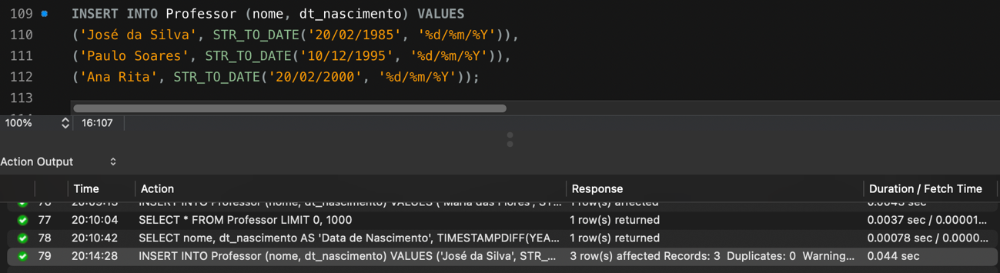 109 INSERT INTO Professor (nome, dt_nascimento) VALUES
110 ('José da Silva', STR_TO_DATE('20/02/1985', '%d/%m/%Y')),
111 ('Paulo Soares', STR_TO_DATE('10/12/1995', '%d/%m/%Y')),
112 ('Ana Rita', STR_TO_DATE('20/02/2000', '%d/%m/%Y'));
113
100% 16:107
Action Output
Time Action Response Duration / Fetch Time
76 20:09:13 INSERT INTO Professor (nome, dt_nascimento) VALUES ('Maria das Flores', ST... 1 row(s) affected 0.0045 sec
77 20:10:04 SELECT * FROM Professor LIMIT 0, 1000 1 row(s) returned 0.0037 sec / 0.00001...
78 20:10:42 SELECT nome, dt_nascimento AS 'Data de Nascimento', TIMESTAMPDIFF(YEA... 1 row(s) returned 0.00078 sec / 0.0000...
79 20:14:28 INSERT INTO Professor (nome, dt_nascimento) VALUES ('José da Silva', STR_... 3 row(s) affected Records: 3 Duplicates: 0 Warning... 0.044 sec